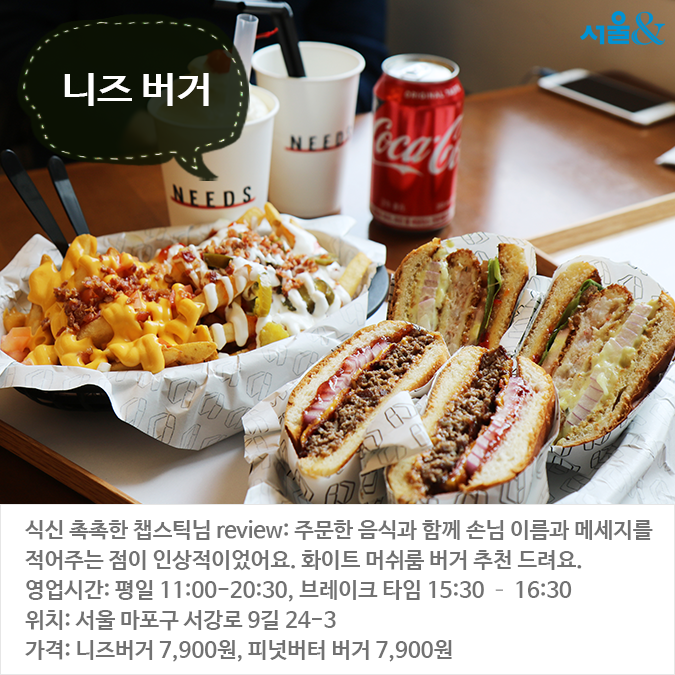 서울&
니즈 버거
NEEDS
NEEDS
ORIGINAL TASTE
Coca-Cola
식신 촉촉한 챕스틱님 review: 주문한 음식과 함께 손님 이름과 메세지를
적어주는 점이 인상적이었어요. 화이트 머쉬룸 버거 추천 드려요.
영업시간: 평일 11:00-20:30, 브레이크 타임 15:30 - 16:30
위치: 서울 마포구 서강로 9길 24-3
가격: 니즈버거 7,900원, 피넛버터 버거 7,900원